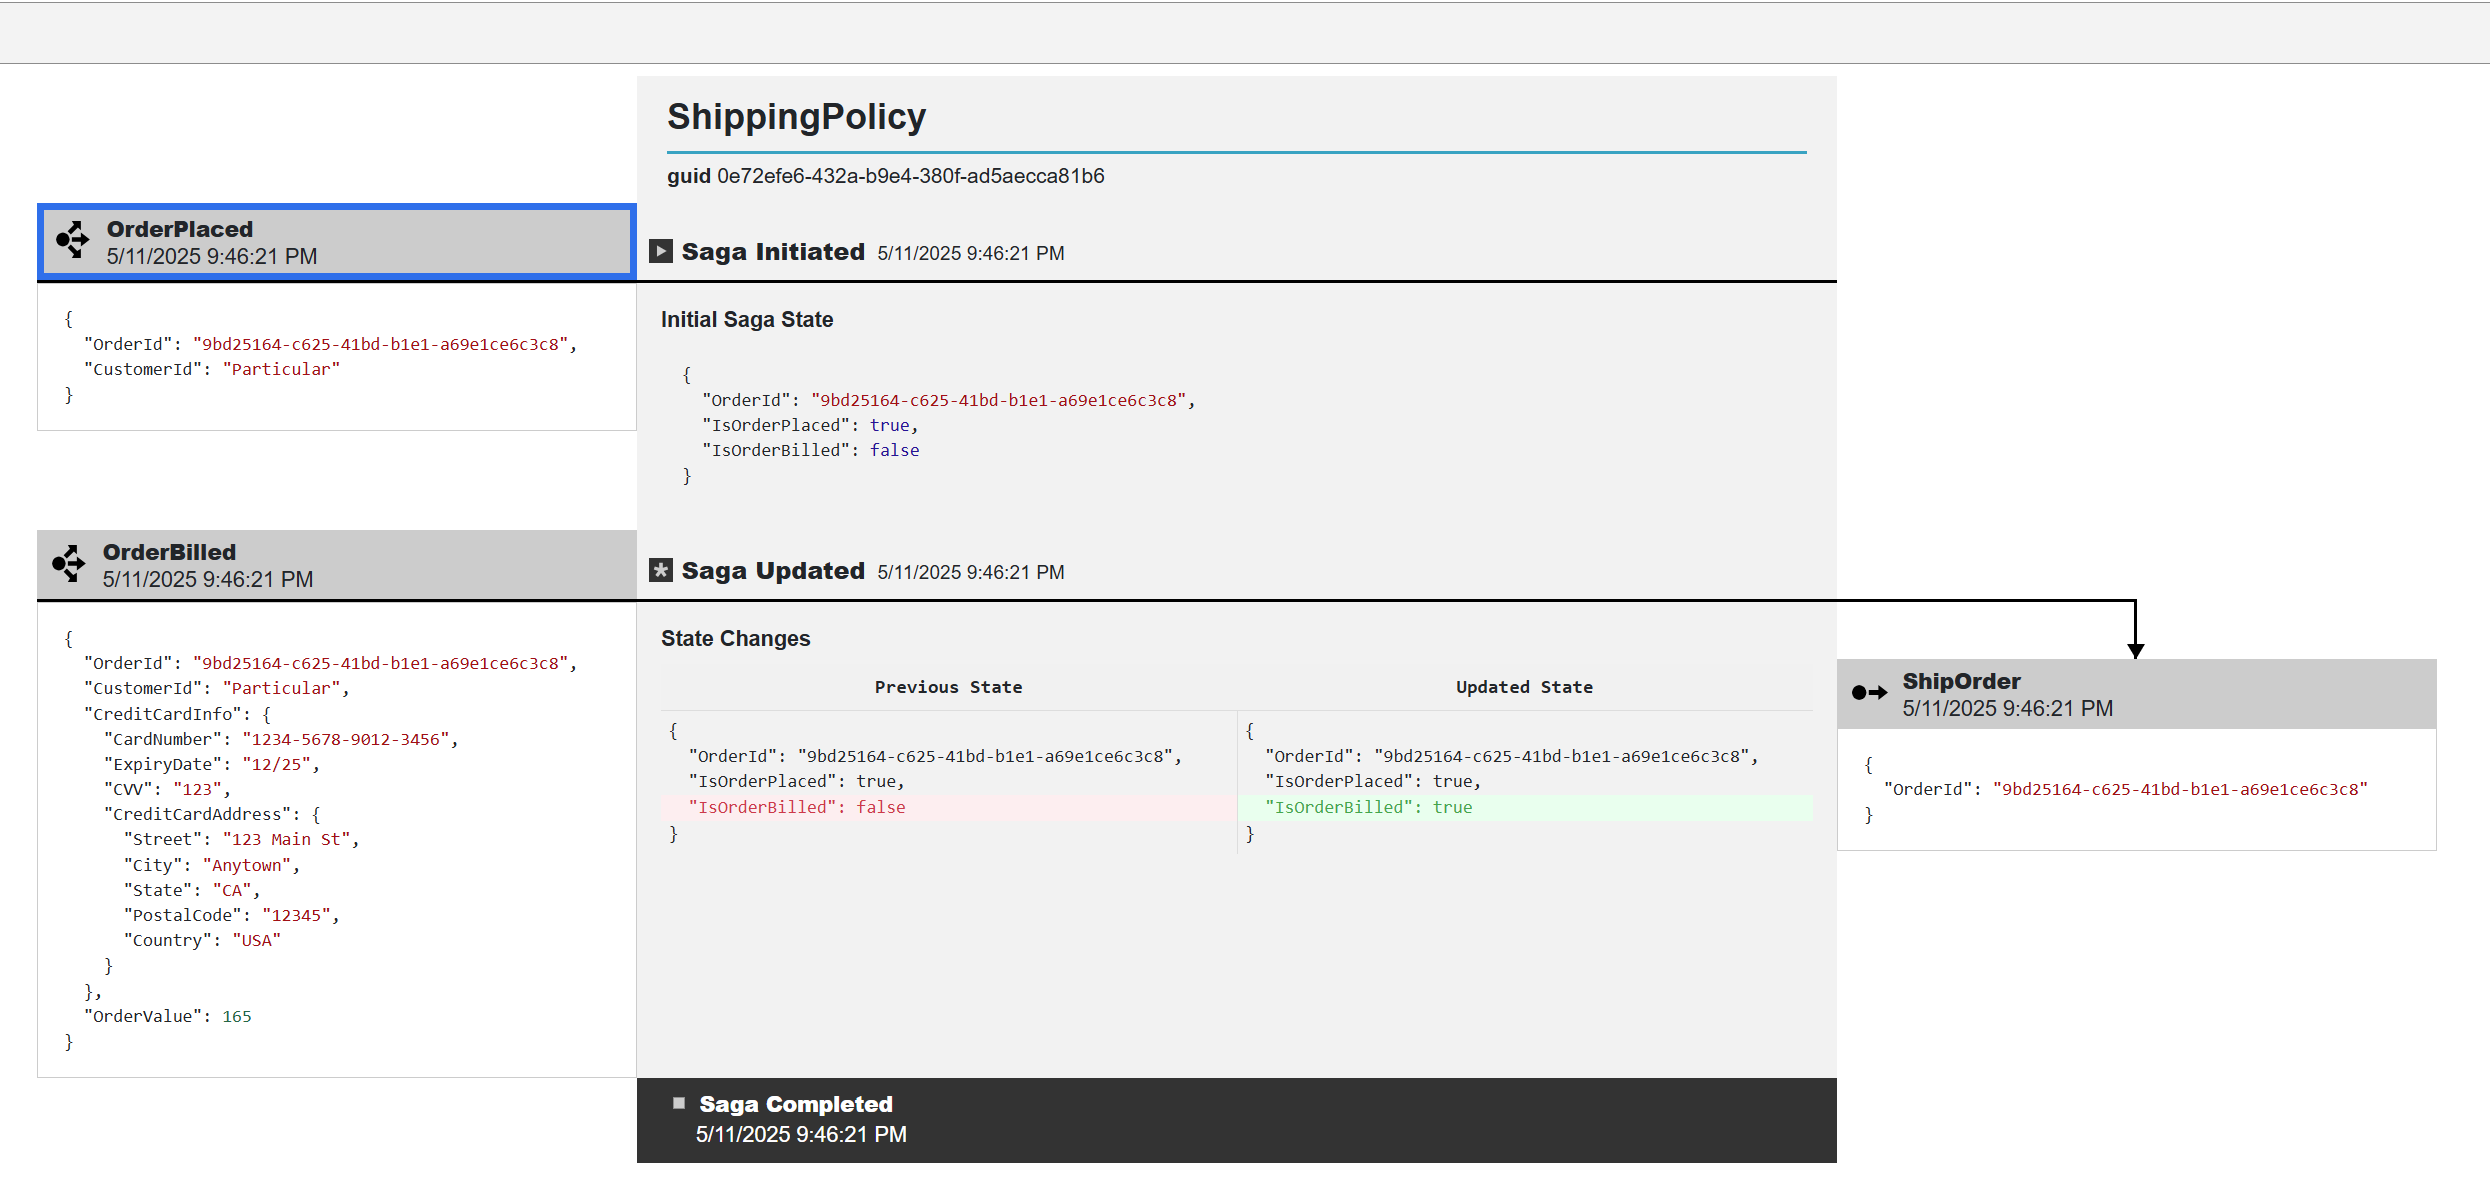 ShippingPolicy
guid 0e72efe6-432a-b9e4-380f-ad5aecca81b6
OrderPlaced
5/11/2025 9:46:21 PM
Saga Initiated 5/11/2025 9:46:21 PM
{
"OrderId": "9bd25164-c625-41bd-b1e1-a69e1ce6c3c8",
"CustomerId": "Particular"
}
Initial Saga State
{
"OrderId": "9bd25164-c625-41bd-b1e1-a69e1ce6c3c8",
"IsOrderPlaced": true,
"IsOrderBilled": false
}
OrderBilled
5/11/2025 9:46:21 PM
Saga Updated 5/11/2025 9:46:21 PM
{
"OrderId": "9bd25164-c625-41bd-b1e1-a69e1ce6c3c8",
"CustomerId": "Particular",
"CreditCardInfo": {
"CardNumber": "1234-5678-9012-3456",
"ExpiryDate": "12/25",
"CVV": "123",
"CreditCardAddress": {
"Street": "123 Main St",
"City": "Anytown",
"State": "CA",
"PostalCode": "12345",
"Country": "USA"
}
},
"OrderValue": 165
}
State Changes
Previous State
{
"OrderId": "9bd25164-c625-41bd-b1e1-a69e1ce6c3c8",
"IsOrderPlaced": true,
"IsOrderBilled": false
}
Updated State
{
"OrderId": "9bd25164-c625-41bd-b1e1-a69e1ce6c3c8",
"IsOrderPlaced": true,
"IsOrderBilled": true
}
ShipOrder
5/11/2025 9:46:21 PM
{
"OrderId": "9bd25164-c625-41bd-b1e1-a69e1ce6c3c8"
}
Saga Completed
5/11/2025 9:46:21 PM